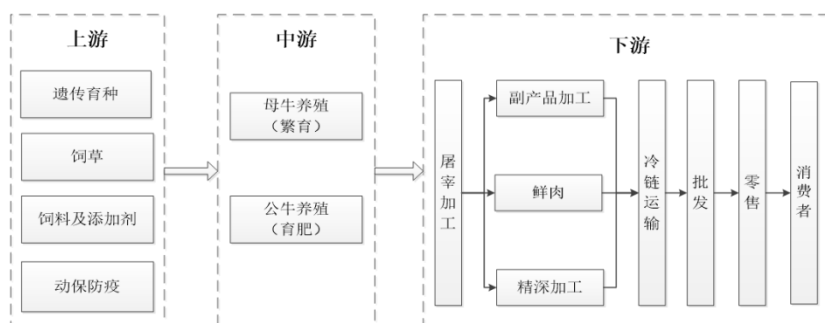 上游
遗传育种
饲草
饲料及添加剂
动保防疫
中游
母牛养殖
（繁育）
公牛养殖
（育肥）
下游
屠宰加工
副产品加工
鲜肉
精深加工
冷链运输
批发
零售
消费者